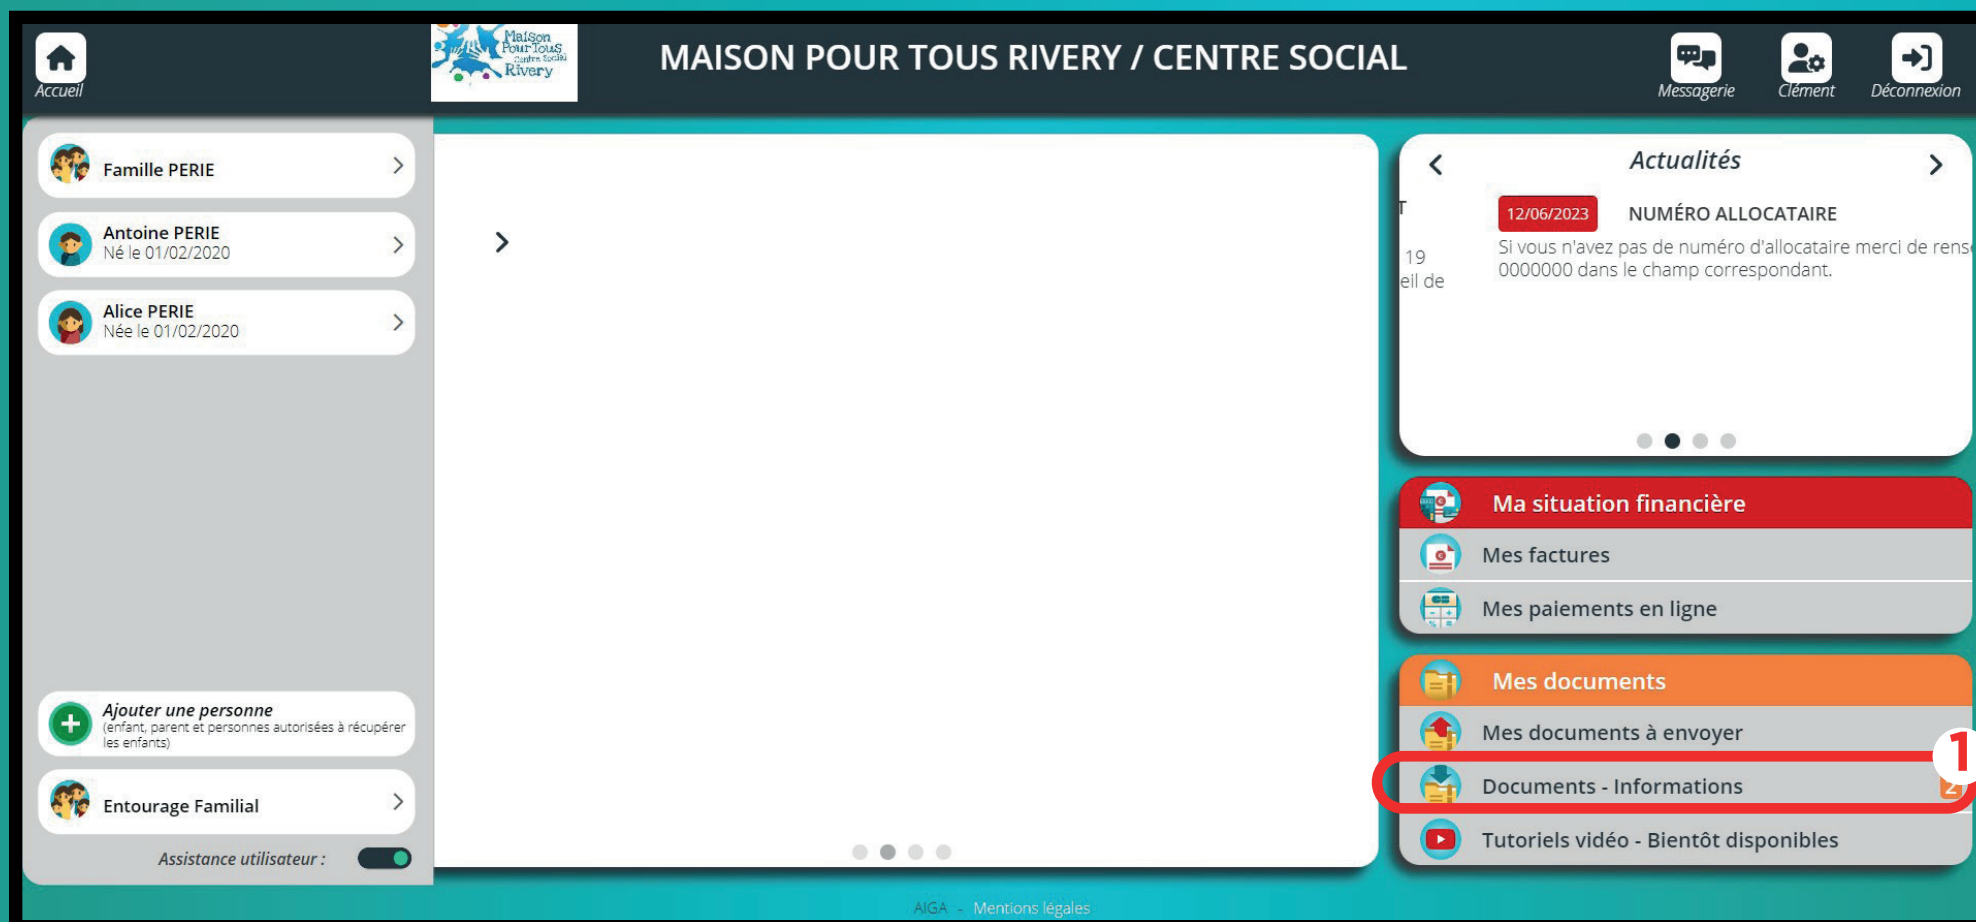 Maison
Pour Tous
Centre Social
Rivery
MAISON POUR TOUS RIVERY / CENTRE SOCIAL
Accueil
Messagerie
Clément
Déconnexion
Famille PERIE
Antoine PERIE
Né le 01/02/2020
Alice PERIE
Née le 01/02/2020
Ajouter une personne
(enfant, parent et personnes autorisées à récupérer
les enfants)
Entourage Familial
Assistance utilisateur :
Actualités
T
19
eil de
12/06/2023
NUMÉRO ALLOCATAIRE
Si vous n'avez pas de numéro d'allocataire merci de rens
0000000 dans le champ correspondant.
Ma situation financière
Mes factures
Mes paiements en ligne
Mes documents
Mes documents à envoyer
1
Documents - Informations
2
Tutoriels vidéo - Bientôt disponibles
AIGA - Mentions légales